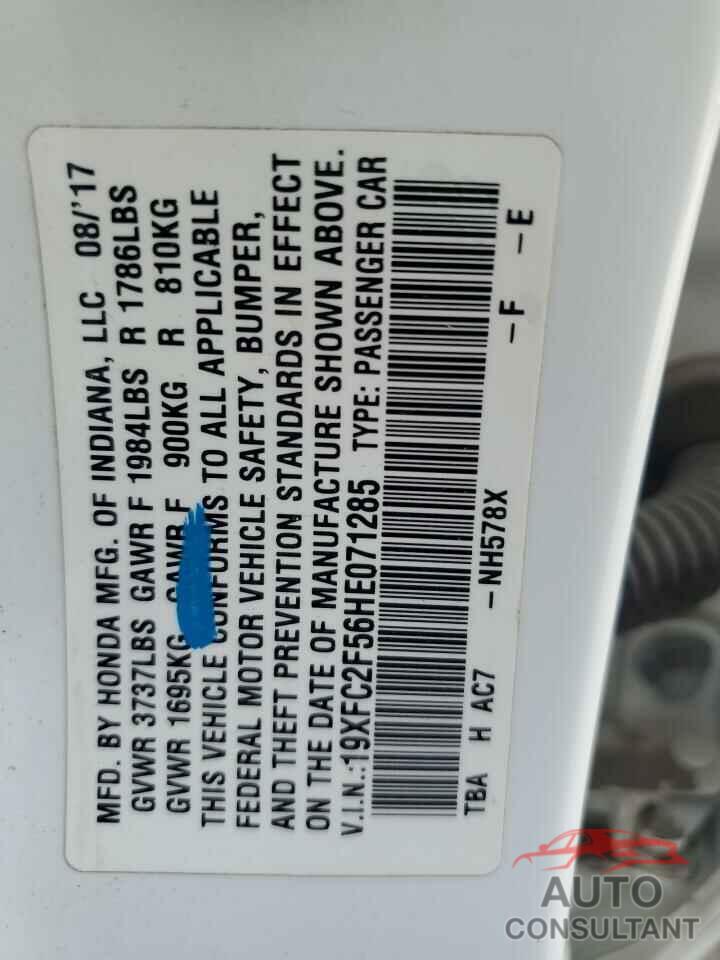 MFD. BY HONDA MFG. OF INDIANA, LLC 08/'17
GVWR 3737LBS GAWR F 1984LBS R 1786LBS
GVWR 1695KG GAWR F 900KG R 810KG
THIS VEHICLE CONFORMS TO ALL APPLICABLE
FEDERAL MOTOR VEHICLE SAFETY, BUMPER,
AND THEFT PREVENTION STANDARDS IN EFFECT
ON THE DATE OF MANUFACTURE SHOWN ABOVE.
V.I.N.:19XFC2F56HE071285 TYPE: PASSENGER CAR
TBA H AC7 -NH578X -F -E
AUTO
CONSULTANT